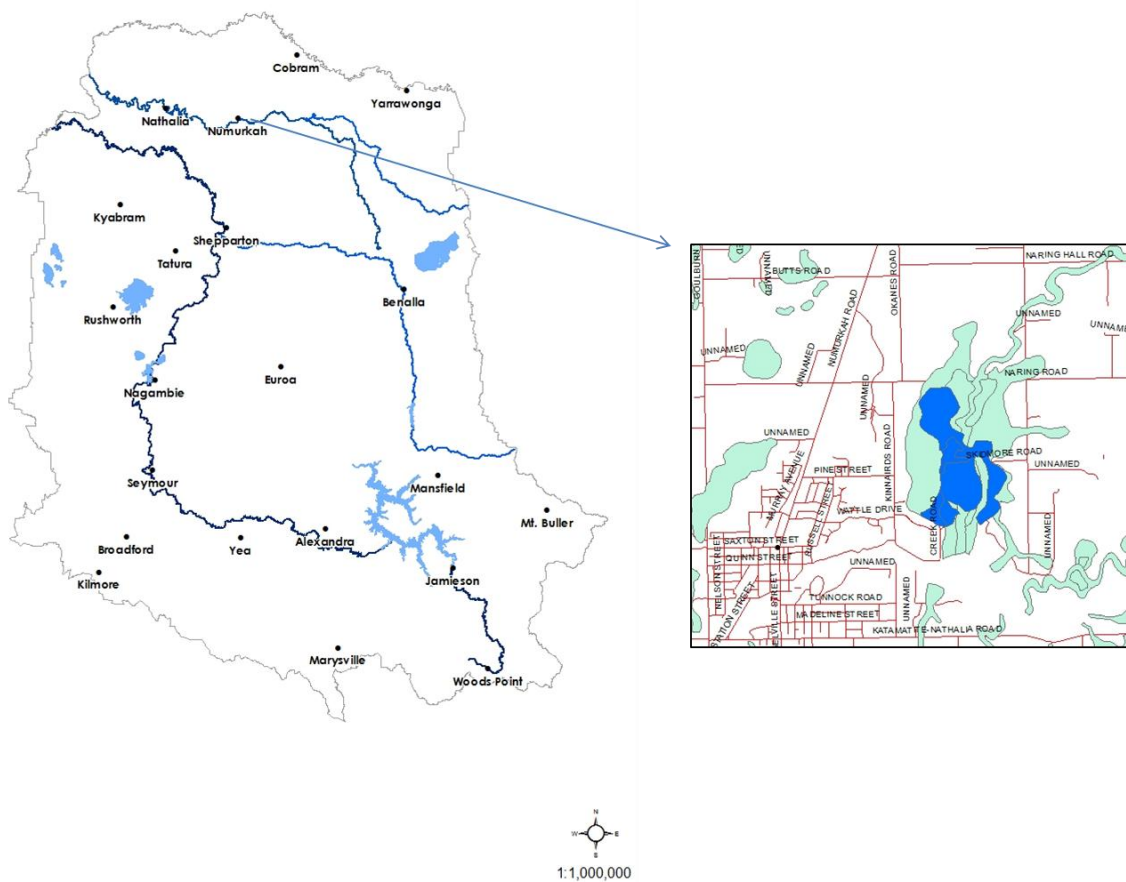 Cobram
Yarrawonga
Nathalia
Numurkah
Kyabram
Shepparton
Tatura
Benalla
Rushworth
Euroa
Nagambie
Seymour
Mansfield
Mt. Buller
Broadford
Yea
Alexandra
Kilmore
Jamieson
Marysville
Woods Point
N
W
E
S
1:1,000,000
GOULBURN
UNNAMED
BUTTS ROAD
OKANES ROAD
NARING HALL ROAD
NUMURKAH ROAD
UNNAMED
UNNAMED
UNNAMED
UNNAMED
NARING ROAD
UNNAMED
UNNAMED
MURRAY AVENUE
PINE STREET
KINNAIRDS ROAD
SKIDMORE ROAD
UNNAMED
RUSSELL STREET
WATTLE DRIVE
CREEK ROAD
UNNAMED
SAXTON STREET
QUINN STREET
NELSON STREET
STATION STREET
ELVILLE STREET
UNNAMED
TUNNOCK ROAD
UNNAMED
MADELINE STREET
KATAMATITE-NATHALIA ROAD